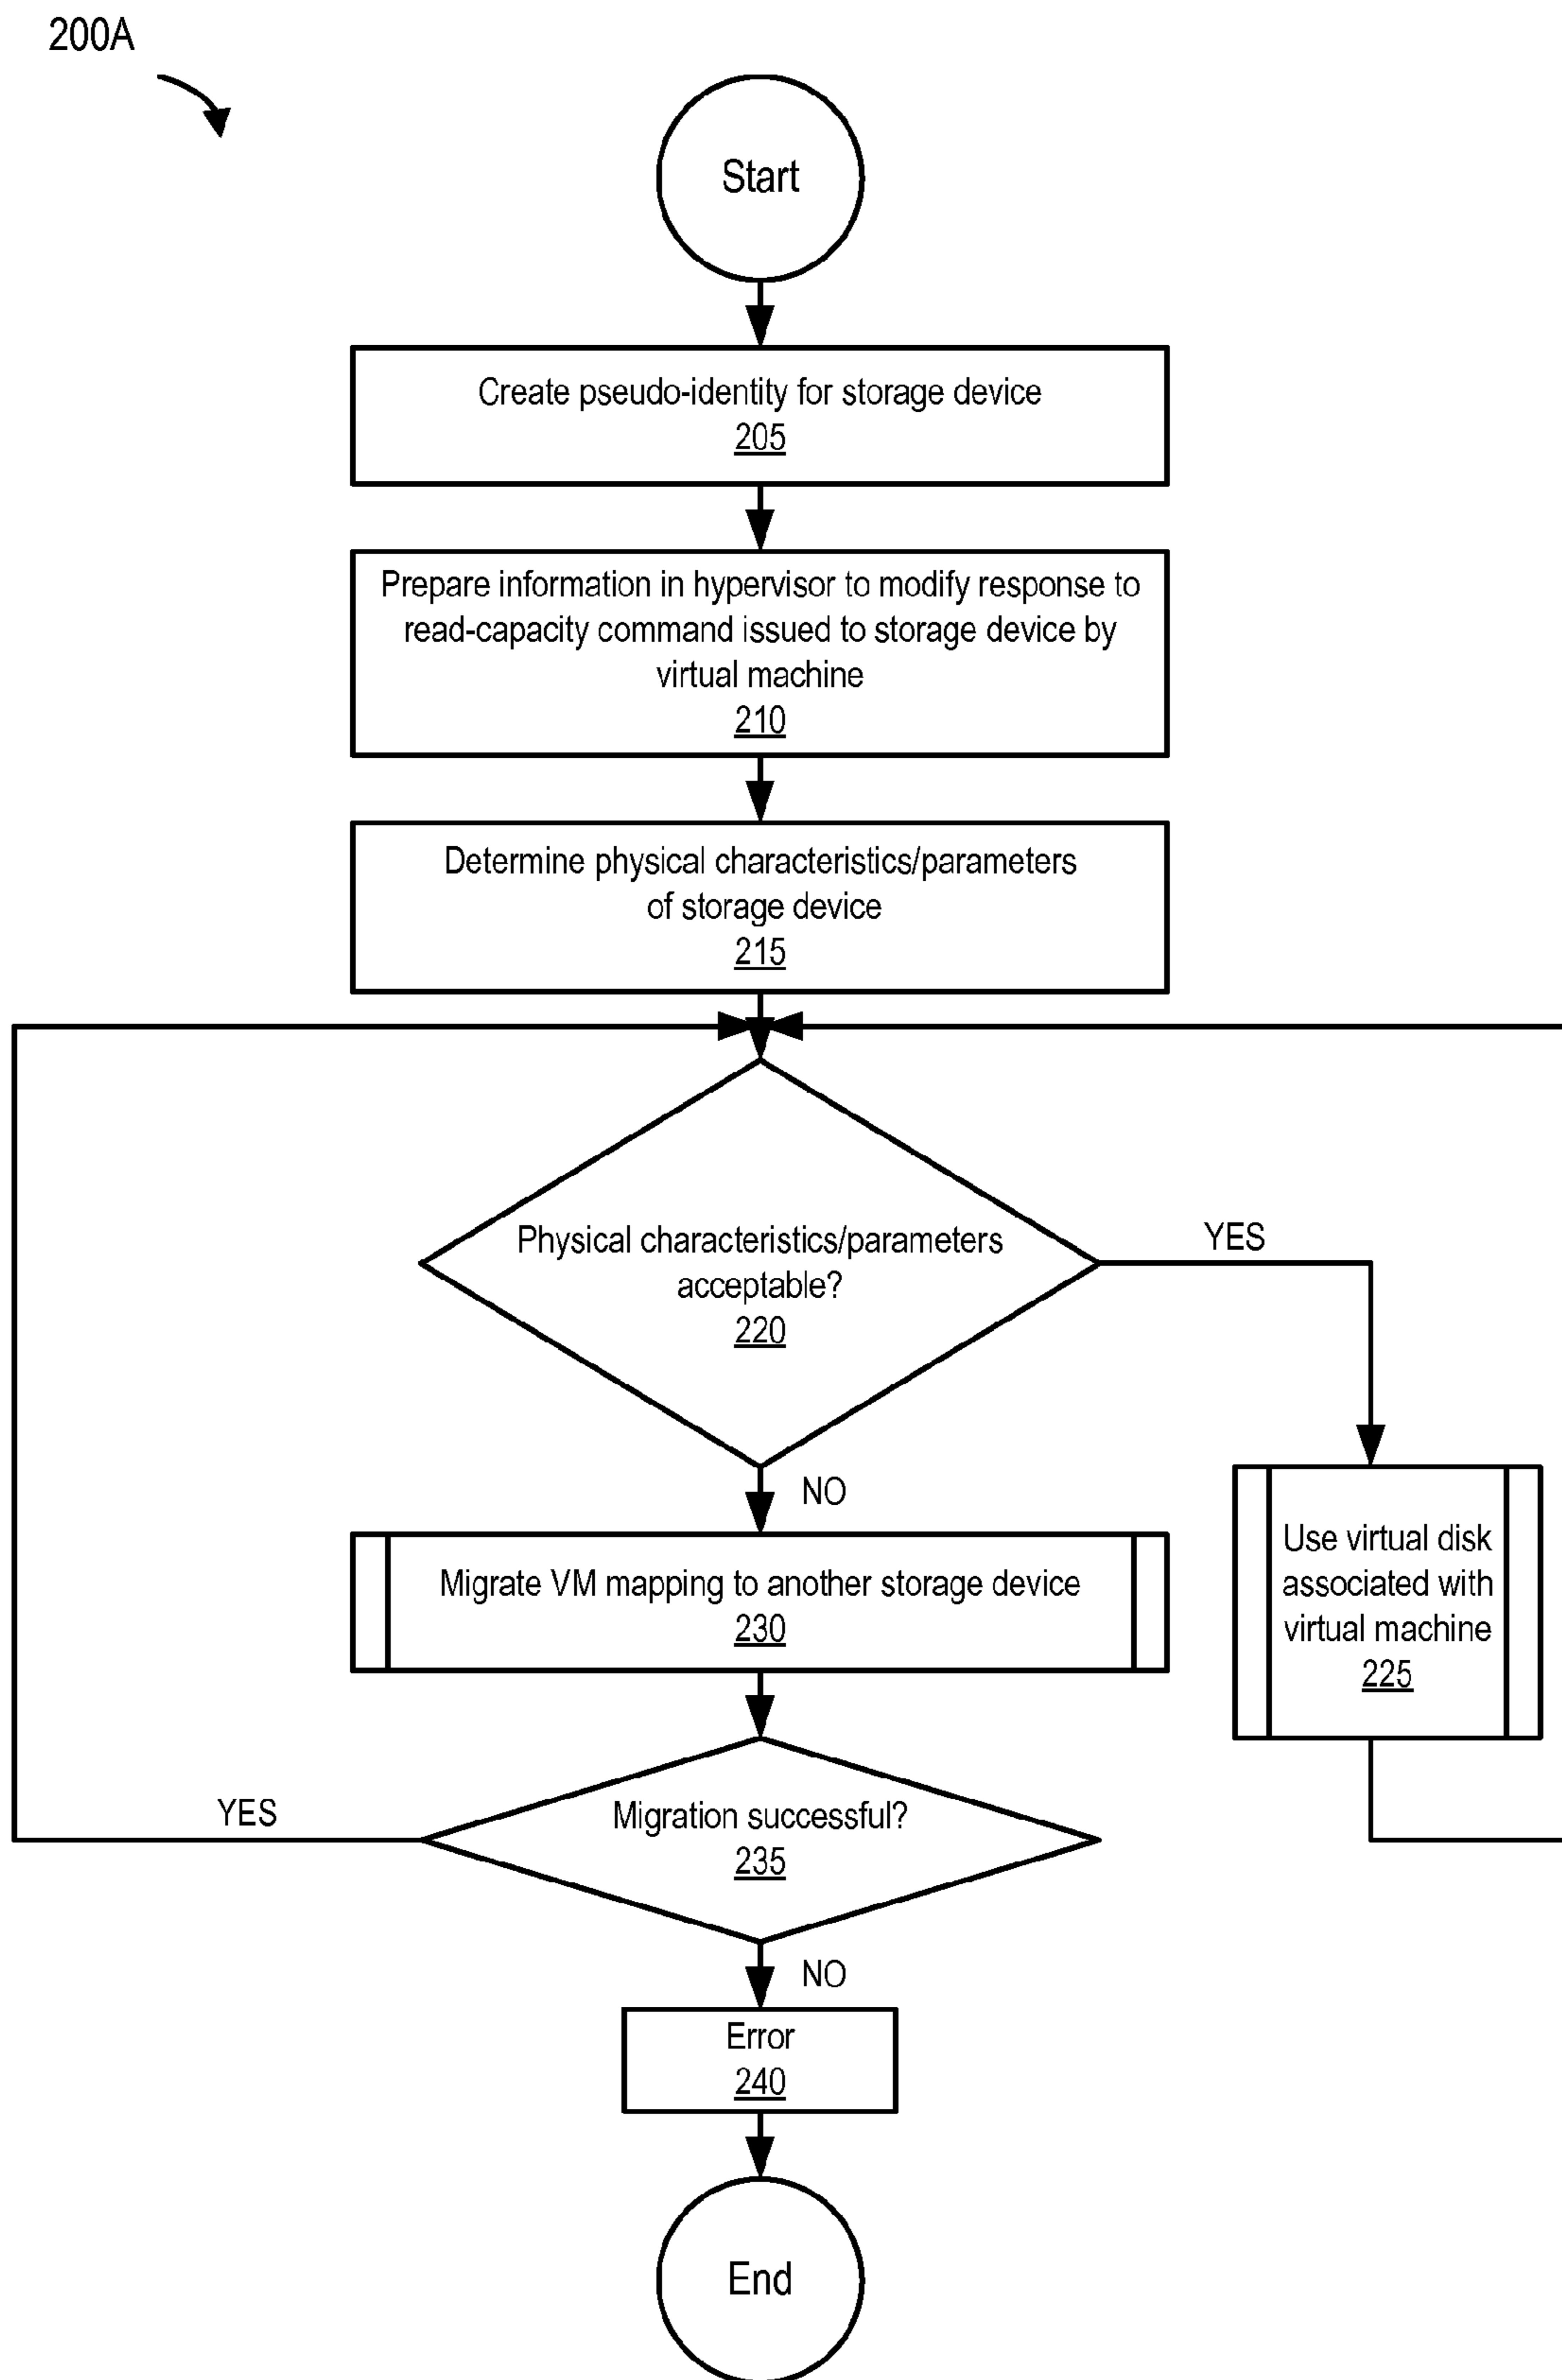 200A
Start
Create pseudo-identity for storage device
205
Prepare information in hypervisor to modify response to
read-capacity command issued to storage device by
virtual machine
210
Determine physical characteristics/parameters
of storage device
215
Physical characteristics/parameters
acceptable?
220
YES
NO
Use virtual disk
associated with
virtual machine
225
Migrate VM mapping to another storage device
230
YES
Migration successful?
235
NO
Error
240
End